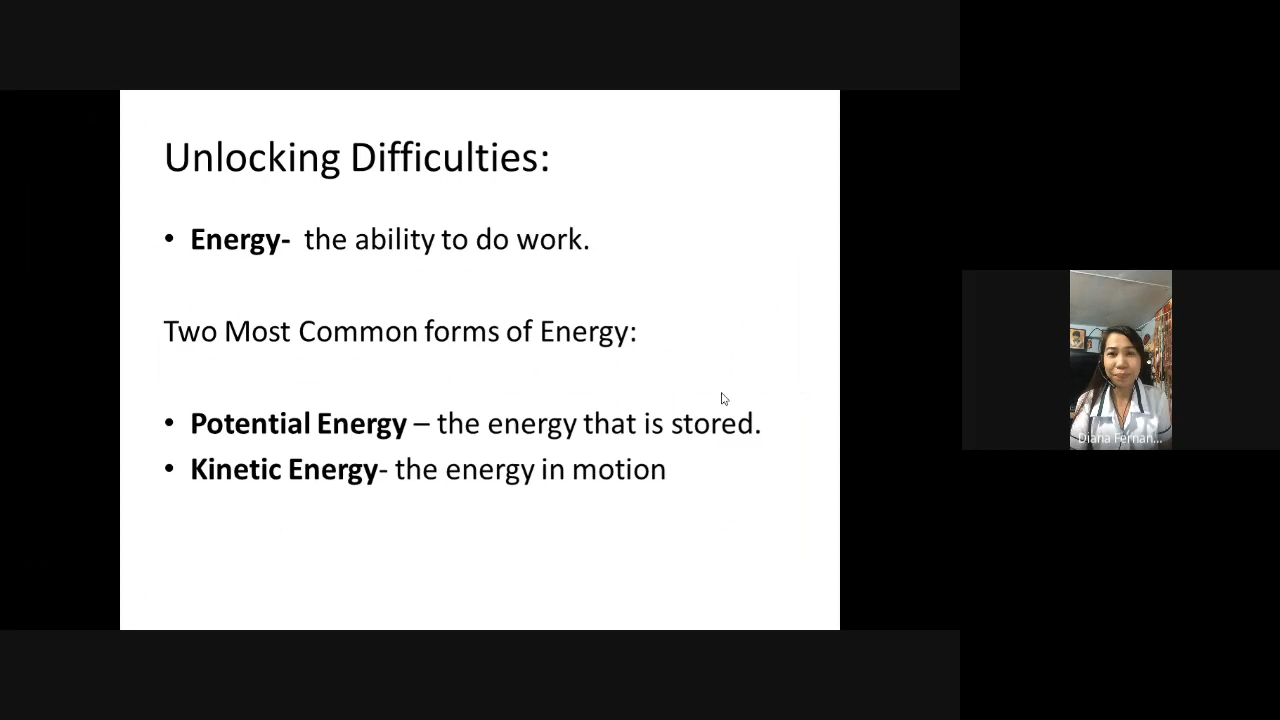 Unlocking Difficulties:
• Energy-  the ability to do work.
Two Most Common forms of Energy:
• Potential Energy – the energy that is stored.
• Kinetic Energy- the energy in motion
Diana Fernan...